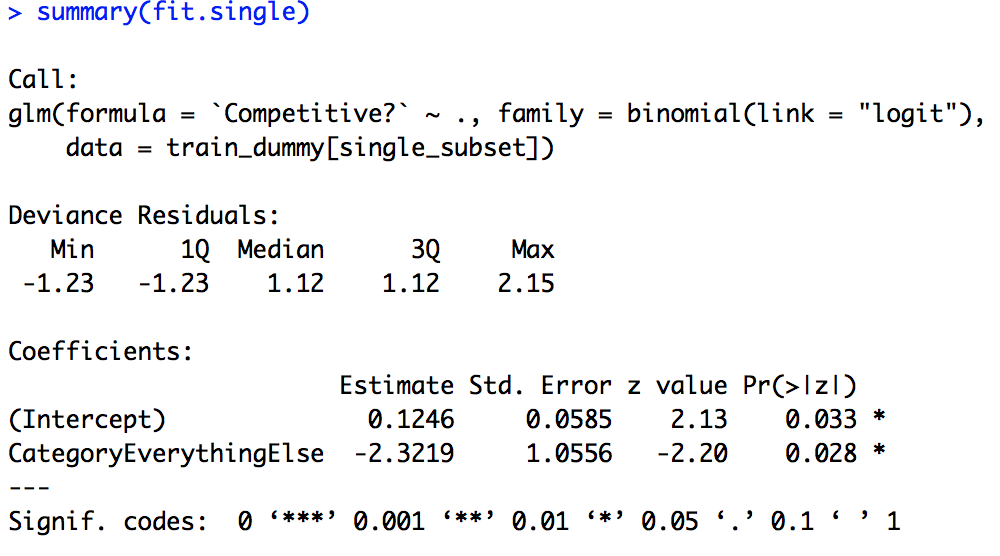 > summary(fit.single)
Call:
glm(formula = `Competitive?` ~ ., family = binomial(link = "logit"),
    data = train_dummy[single_subset])
Deviance Residuals:
   Min      1Q  Median      3Q     Max
 -1.23   -1.23    1.12    1.12    2.15
Coefficients:
                      Estimate Std. Error z value Pr(>|z|)
(Intercept)             0.1246     0.0585    2.13    0.033 *
CategoryEverythingElse -2.3219     1.0556   -2.20    0.028 *
---
Signif. codes:  0 ‘***’ 0.001 ‘**’ 0.01 ‘*’ 0.05 ‘.’ 0.1 ‘ ’ 1